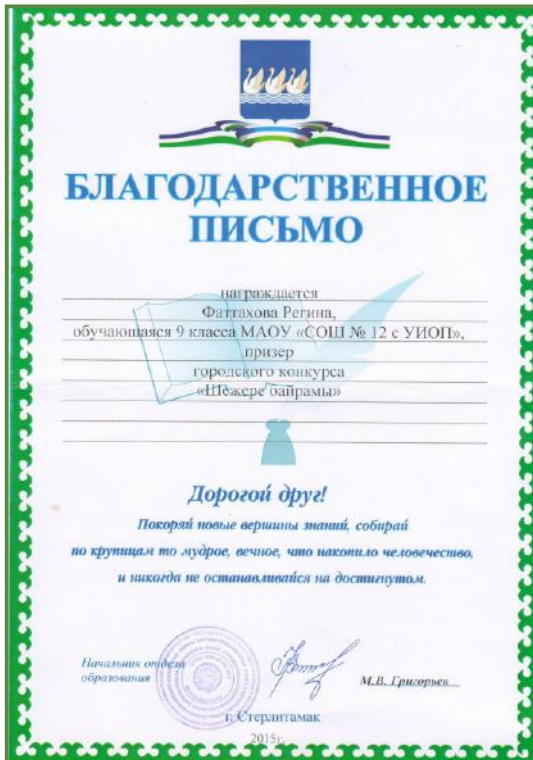 БЛАГОДАРСТВЕННОЕ
ПИСЬМО
награждается
Фаттахова Регина,
обучающаяся 9 класса МАОУ «СОШ № 12 с УИОП»,
призер
городского конкурса
«Шежере байрамы»
Дорогой друг!
Покоряй новые вершины знаний, собирай
по крупицам то мудрое, вечное, что накопило человечество,
и никогда не останавливайся на достигнутом.
Начальник отдела
образования
М.В. Григорьев
г. Стерлитамак
2015г.